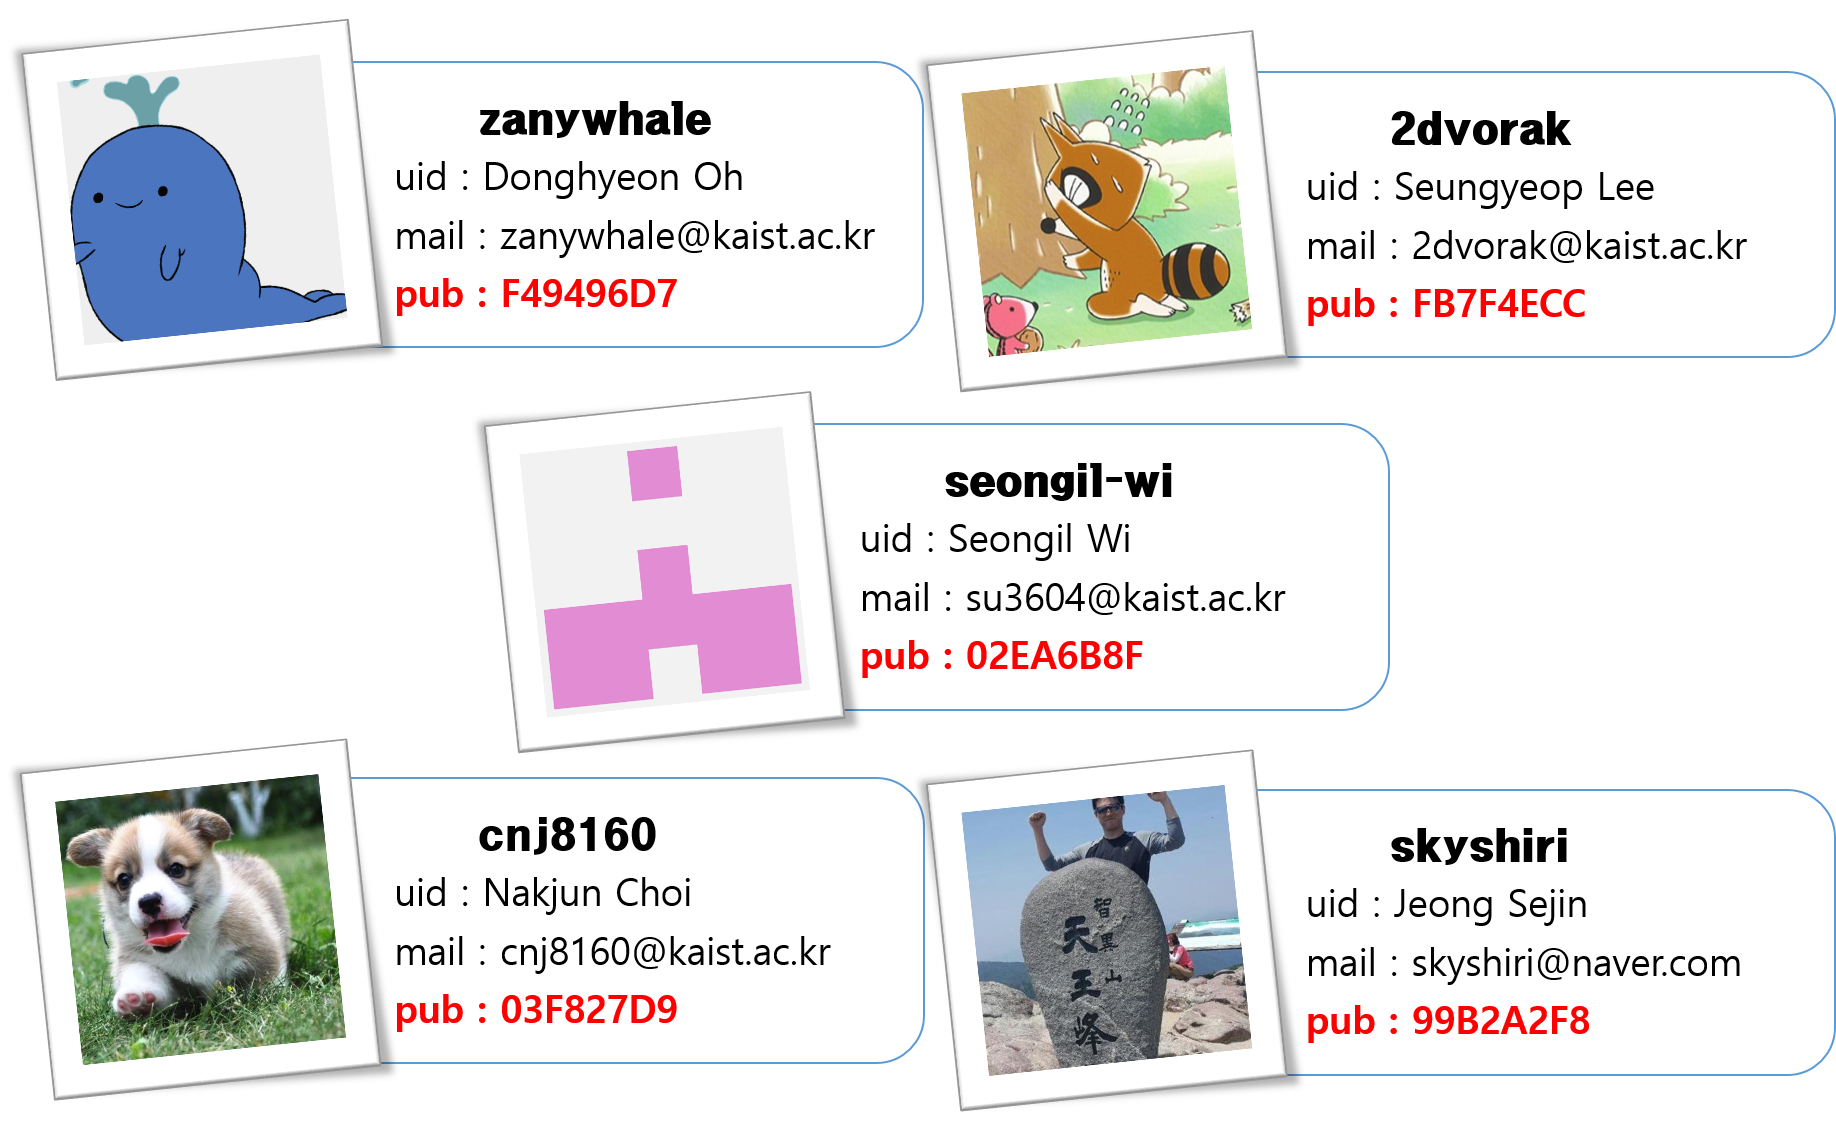 zanywhale
uid : Donghyeon Oh
mail : zanywhale@kaist.ac.kr
pub : F49496D7
2dvorak
uid : Seungyeop Lee
mail : 2dvorak@kaist.ac.kr
pub : FB7F4ECC
seongil-wi
uid : Seongil Wi
mail : su3604@kaist.ac.kr
pub : 02EA6B8F
cnj8160
uid : Nakjun Choi
mail : cnj8160@kaist.ac.kr
pub : 03F827D9
skyshiri
uid : Jeong Sejin
mail : skyshiri@naver.com
pub : 99B2A2F8
智異山
天王峰